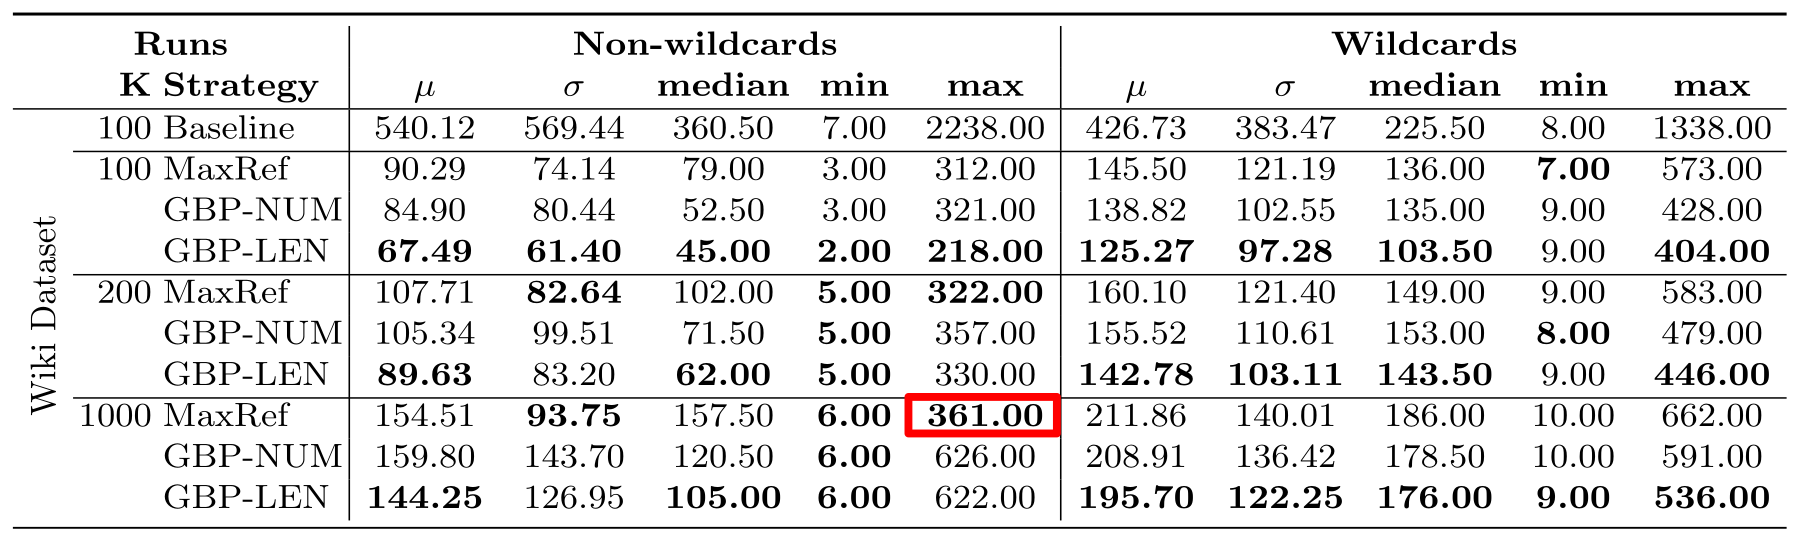 Runs Non-wildcards Wildcards
K Strategy μ σ median min max μ σ median min max
100 Baseline 540.12 569.44 360.50 7.00 2238.00 426.73 383.47 225.50 8.00 1338.00
100 MaxRef 90.29 74.14 79.00 3.00 312.00 145.50 121.19 136.00 7.00 573.00
GBP-NUM 84.90 80.44 52.50 3.00 321.00 138.82 102.55 135.00 9.00 428.00
GBP-LEN 67.49 61.40 45.00 2.00 218.00 125.27 97.28 103.50 9.00 404.00
200 MaxRef 107.71 82.64 102.00 5.00 322.00 160.10 121.40 149.00 9.00 583.00
GBP-NUM 105.34 99.51 71.50 5.00 357.00 155.52 110.61 153.00 8.00 479.00
GBP-LEN 89.63 83.20 62.00 5.00 330.00 142.78 103.11 143.50 9.00 446.00
1000 MaxRef 154.51 93.75 157.50 6.00 361.00 211.86 140.01 186.00 10.00 662.00
GBP-NUM 159.80 143.70 120.50 6.00 626.00 208.91 136.42 178.50 10.00 591.00
GBP-LEN 144.25 126.95 105.00 6.00 622.00 195.70 122.25 176.00 9.00 536.00
Wiki Dataset